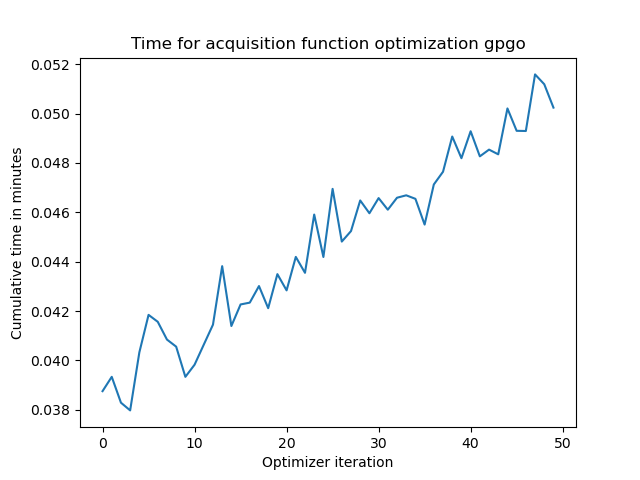 Time for acquisition function optimization gpgo
0.052
0.050
0.048
0.046
0.044
0.042
0.040
0.038
Cumulative time in minutes
0 10 20 30 40 50
Optimizer iteration